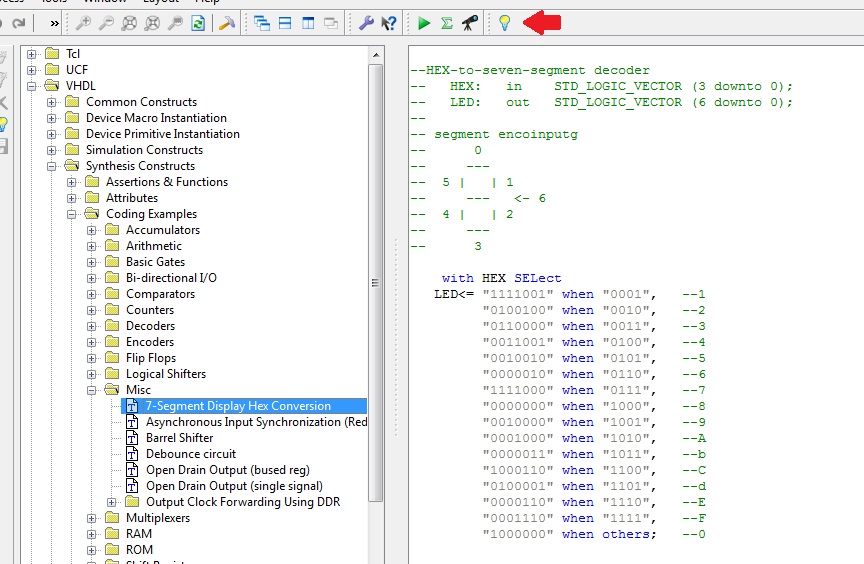 ocess Tools Window Layout Help
»
Tcl
UCF
VHDL
Common Constructs
Device Macro Instantiation
Device Primitive Instantiation
Simulation Constructs
Synthesis Constructs
Assertions & Functions
Attributes
Coding Examples
Accumulators
Arithmetic
Basic Gates
Bi-directional I/O
Comparators
Counters
Decoders
Encoders
Flip Flops
Logical Shifters
Misc
7-Segment Display Hex Conversion
Asynchronous Input Synchronization (Red
Barrel Shifter
Debounce circuit
Open Drain Output (bused reg)
Open Drain Output (single signal)
Output Clock Forwarding Using DDR
Multiplexers
RAM
ROM
Shift Registers
--HEX-to-seven-segment decoder
--   HEX:   in    STD_LOGIC_VECTOR (3 downto 0);
--   LED:   out   STD_LOGIC_VECTOR (6 downto 0);
--
-- segment encoinputg
--      0
--     ---
--  5 |   | 1
--     ---   <- 6
--  4 |   | 2
--     ---
--      3
with HEX SELect
LED<= "1111001" when "0001",   --1
"0100100" when "0010",   --2
"0110000" when "0011",   --3
"0011001" when "0100",   --4
"0010010" when "0101",   --5
"0000010" when "0110",   --6
"1111000" when "0111",   --7
"0000000" when "1000",   --8
"0010000" when "1001",   --9
"0001000" when "1010",   --A
"0000011" when "1011",   --b
"1000110" when "1100",   --C
"0100001" when "1101",   --d
"0000110" when "1110",   --E
"0001110" when "1111",   --F
"1000000" when others;   --0